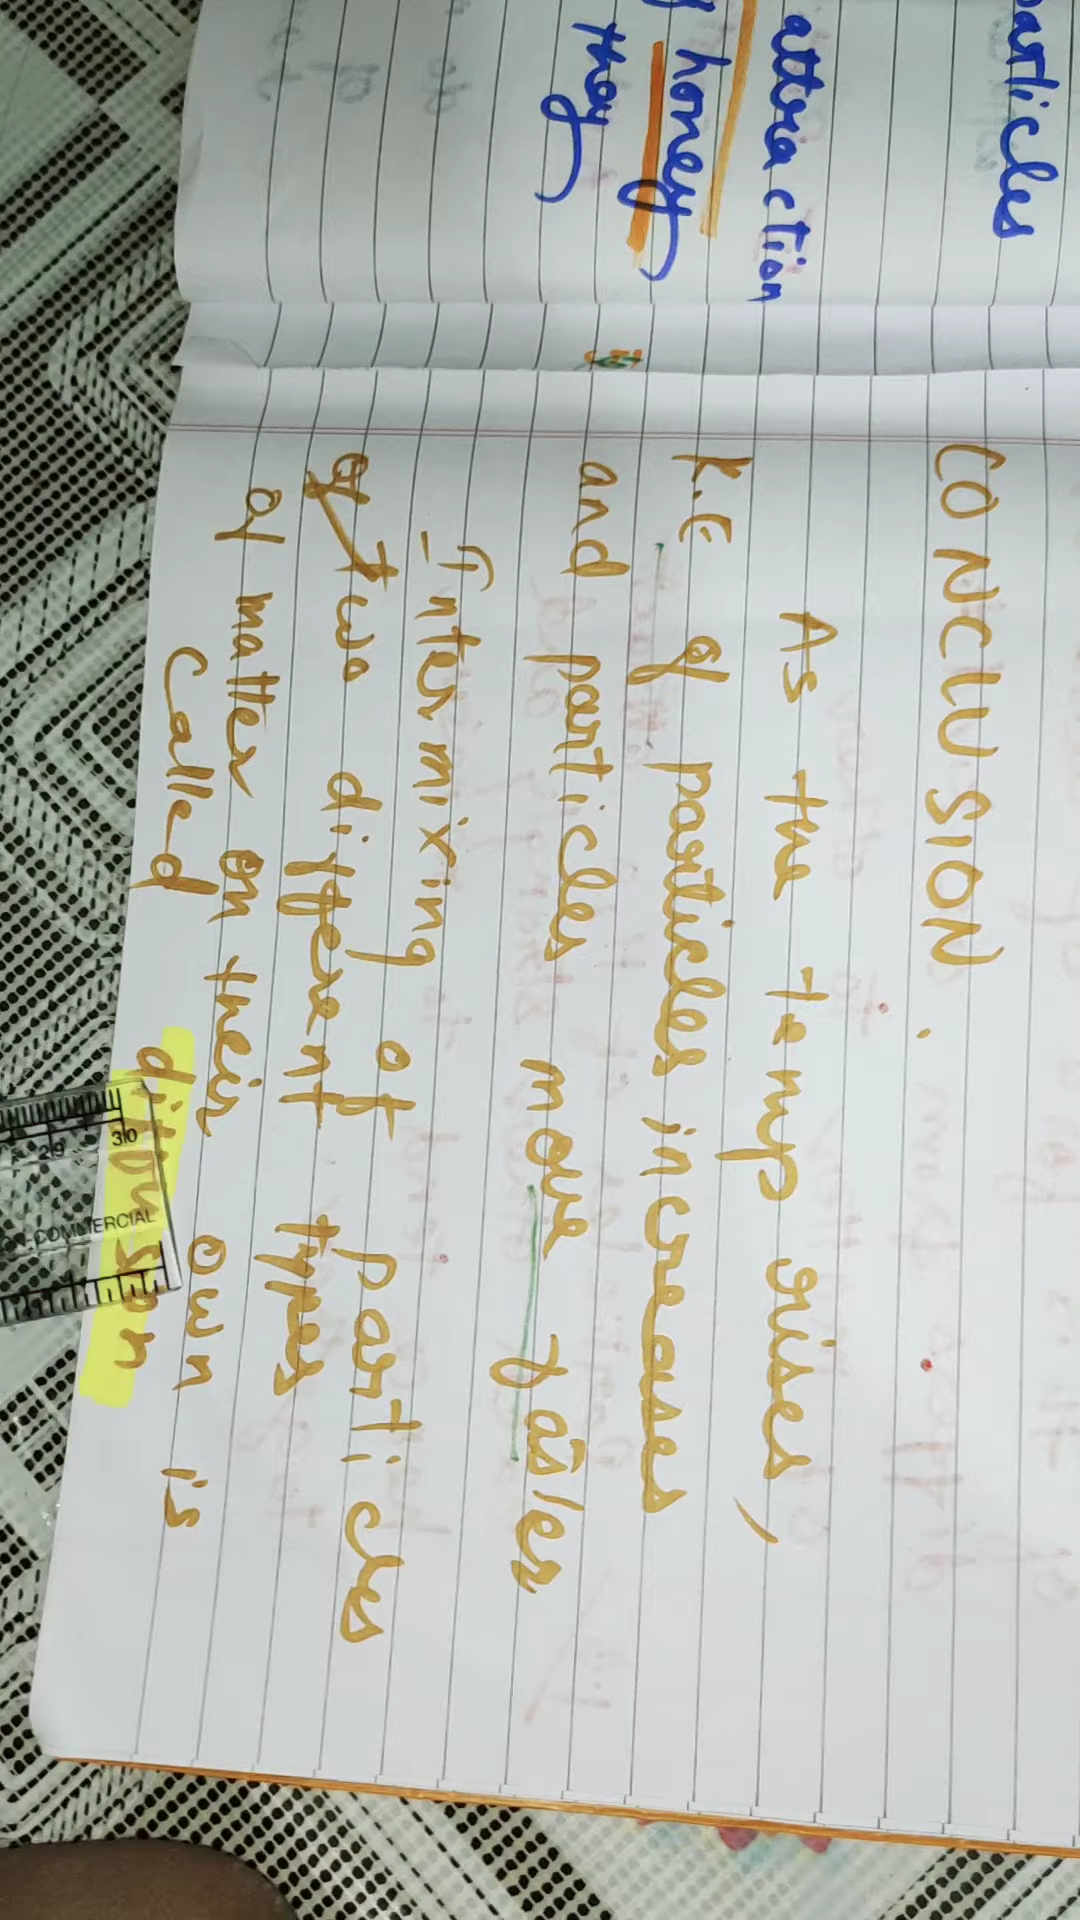 particles
attraction
honey
they
CONCLUSION.
As the temp rises,
K.E of particles increases
and particles move faster
Intermixing of particles
of two different types
of matter on their own is
called diffusion
29 30
COMMERCIAL